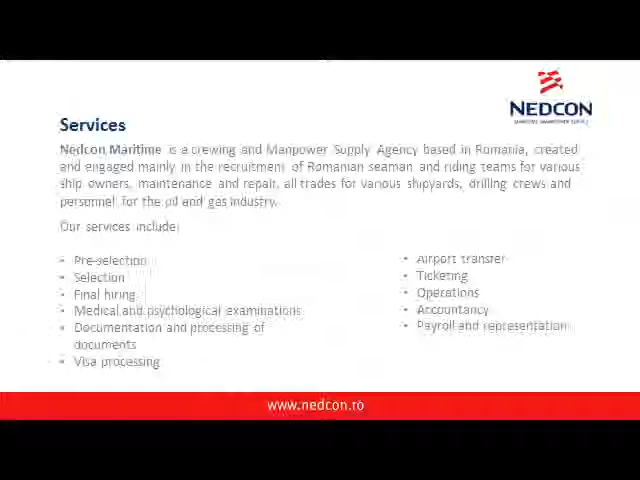 NEDCON
MARITIME MANPOWER SUPPLY
Services
Nedcon Maritime is a crewing and Manpower Supply Agency based in Romania, created
and engaged mainly in the recruitment of Romanian seaman and riding teams for various
ship owners, maintenance and repair, all trades for various shipyards, drilling crews and
personnel for the oil and gas industry.
Our services include:
• Pre-selection
• Selection
• Final hiring
• Medical and psychological examinations
• Documentation and processing of
documents
• Visa processing
• Airport transfer
• Ticketing
• Operations
• Accountancy
• Payroll and representation
www.nedcon.ro